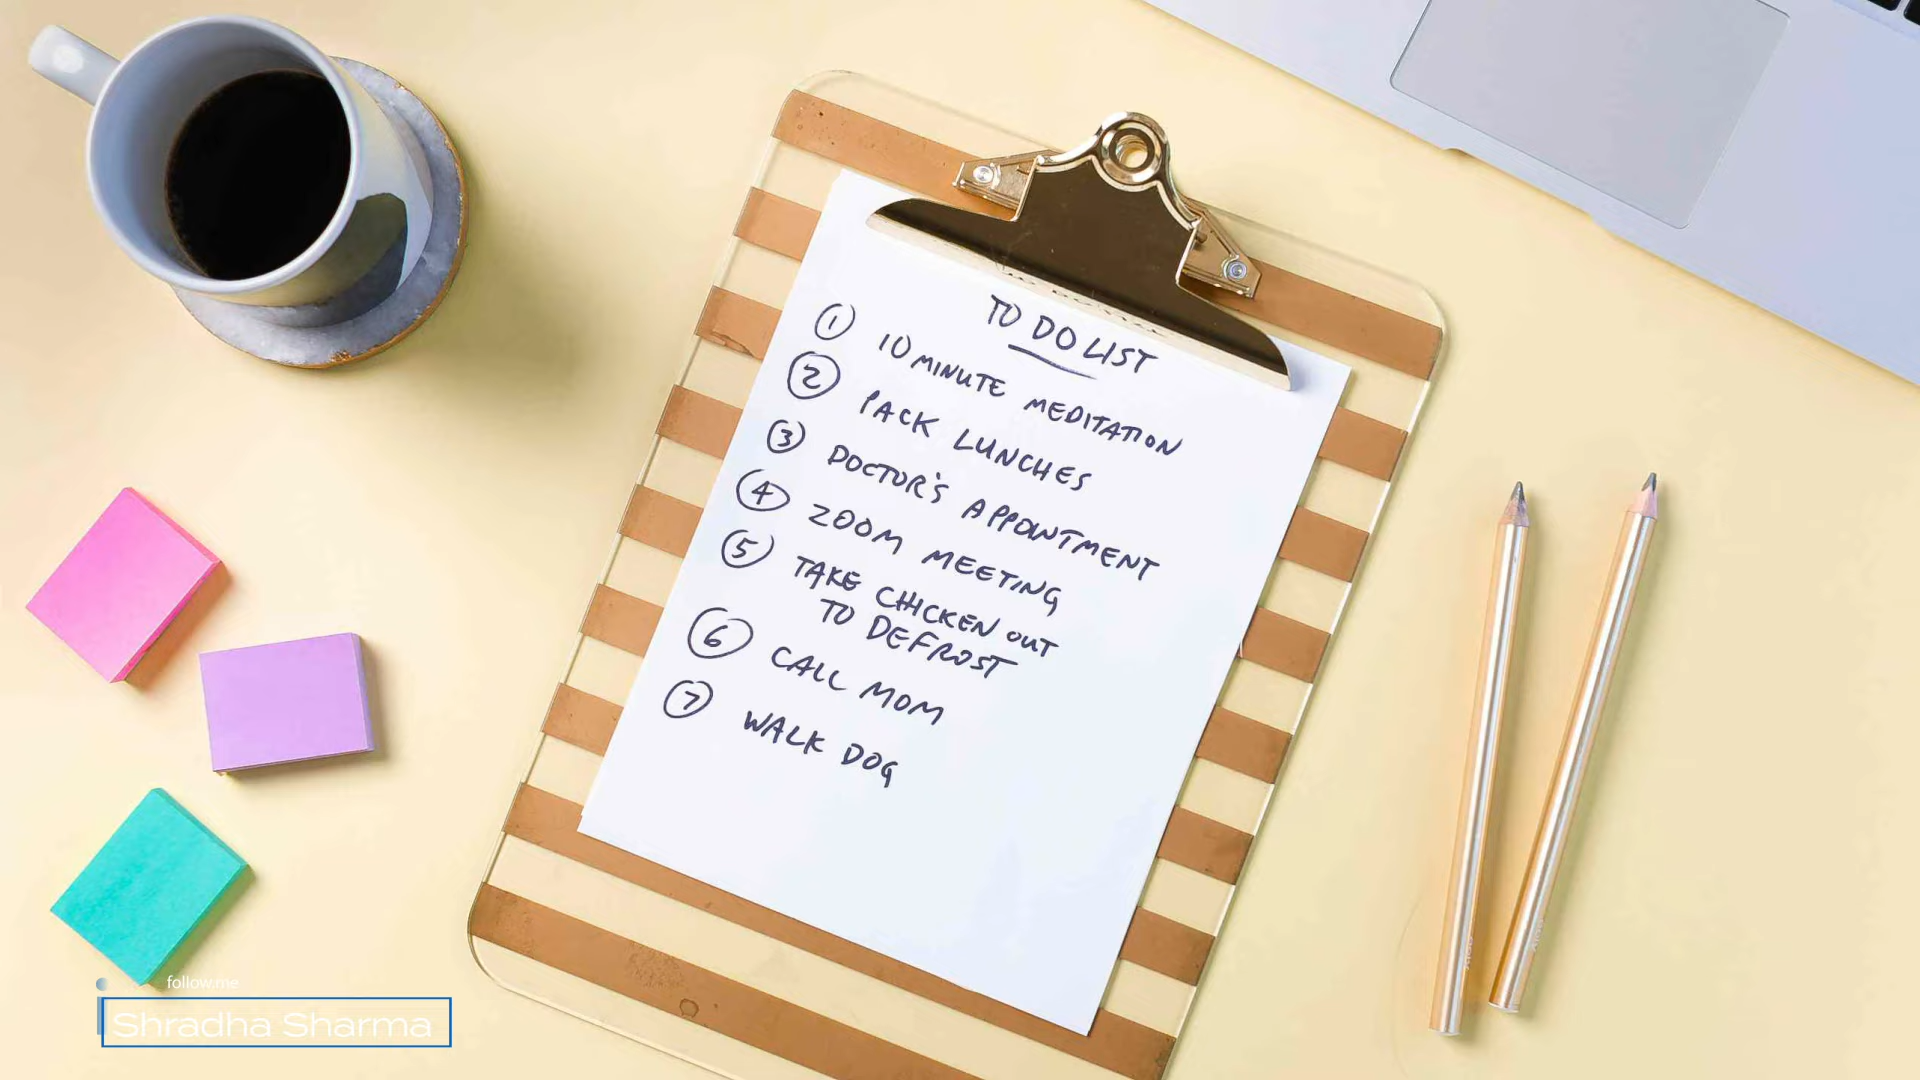 TO DO LIST
① 10 MINUTE MEDITATION
② PACK LUNCHES
③ DOCTOR'S APPOINTMENT
④ ZOOM MEETING
⑤ TAKE CHICKEN OUT
TO DEFROST
⑥ CALL MOM
⑦ WALK DOG
follow.me
Shradha Sharma